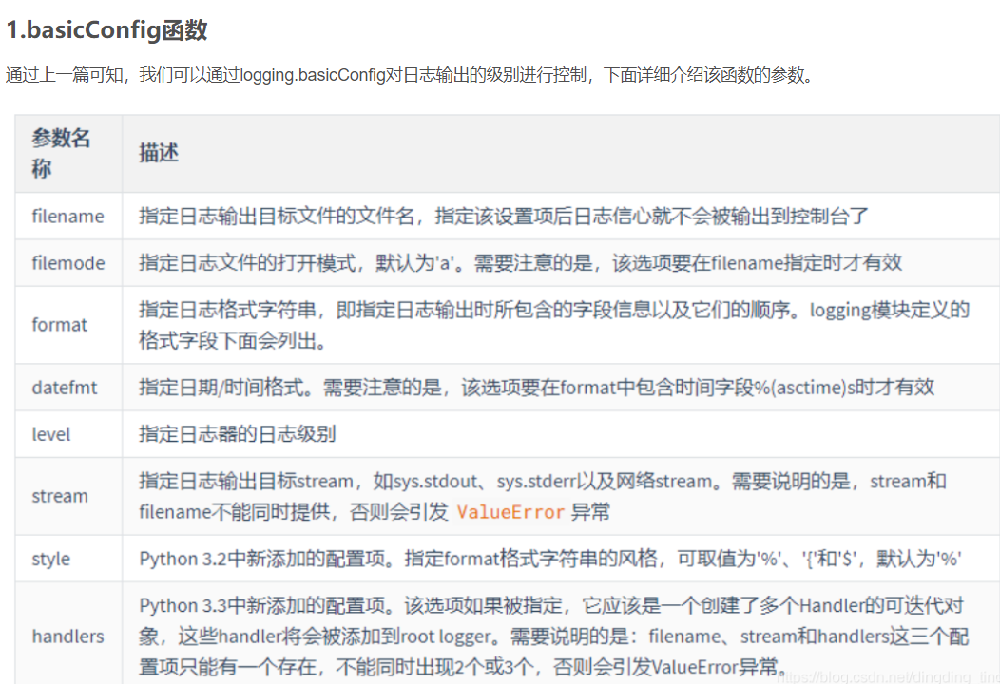 1.basicConfig函数
通过上一篇可知，我们可以通过logging.basicConfig对日志输出的级别进行控制，下面详细介绍该函数的参数。
参数名
称
描述
filename
指定日志输出目标文件的文件名，指定该设置项后日志信心就不会被输出到控制台了
filemode
指定日志文件的打开模式，默认为'a'。需要注意的是，该选项要在filename指定时才有效
format
指定日志格式字符串，即指定日志输出时所包含的字段信息以及它们的顺序。logging模块定义的
格式字段下面会列出。
datefmt
指定日期/时间格式。需要注意的是，该选项要在format中包含时间字段%(asctime)s时才有效
level
指定日志器的日志级别
stream
指定日志输出目标stream，如sys.stdout、sys.stderr以及网络stream。需要说明的是，stream和
filename不能同时提供，否则会引发 ValueError 异常
style
Python 3.2中新添加的配置项。指定format格式字符串的风格，可取值为'%'、'{'和'$'，默认为'%'
handlers
Python 3.3中新添加的配置项。该选项如果被指定，它应该是一个创建了多个Handler的可迭代对
象，这些handler将会被添加到root logger。需要说明的是：filename、stream和handlers这三个配
置项只能有一个存在，不能同时出现2个或3个，否则会引发ValueError异常。
https://blog.csdn.net/dingding_ting